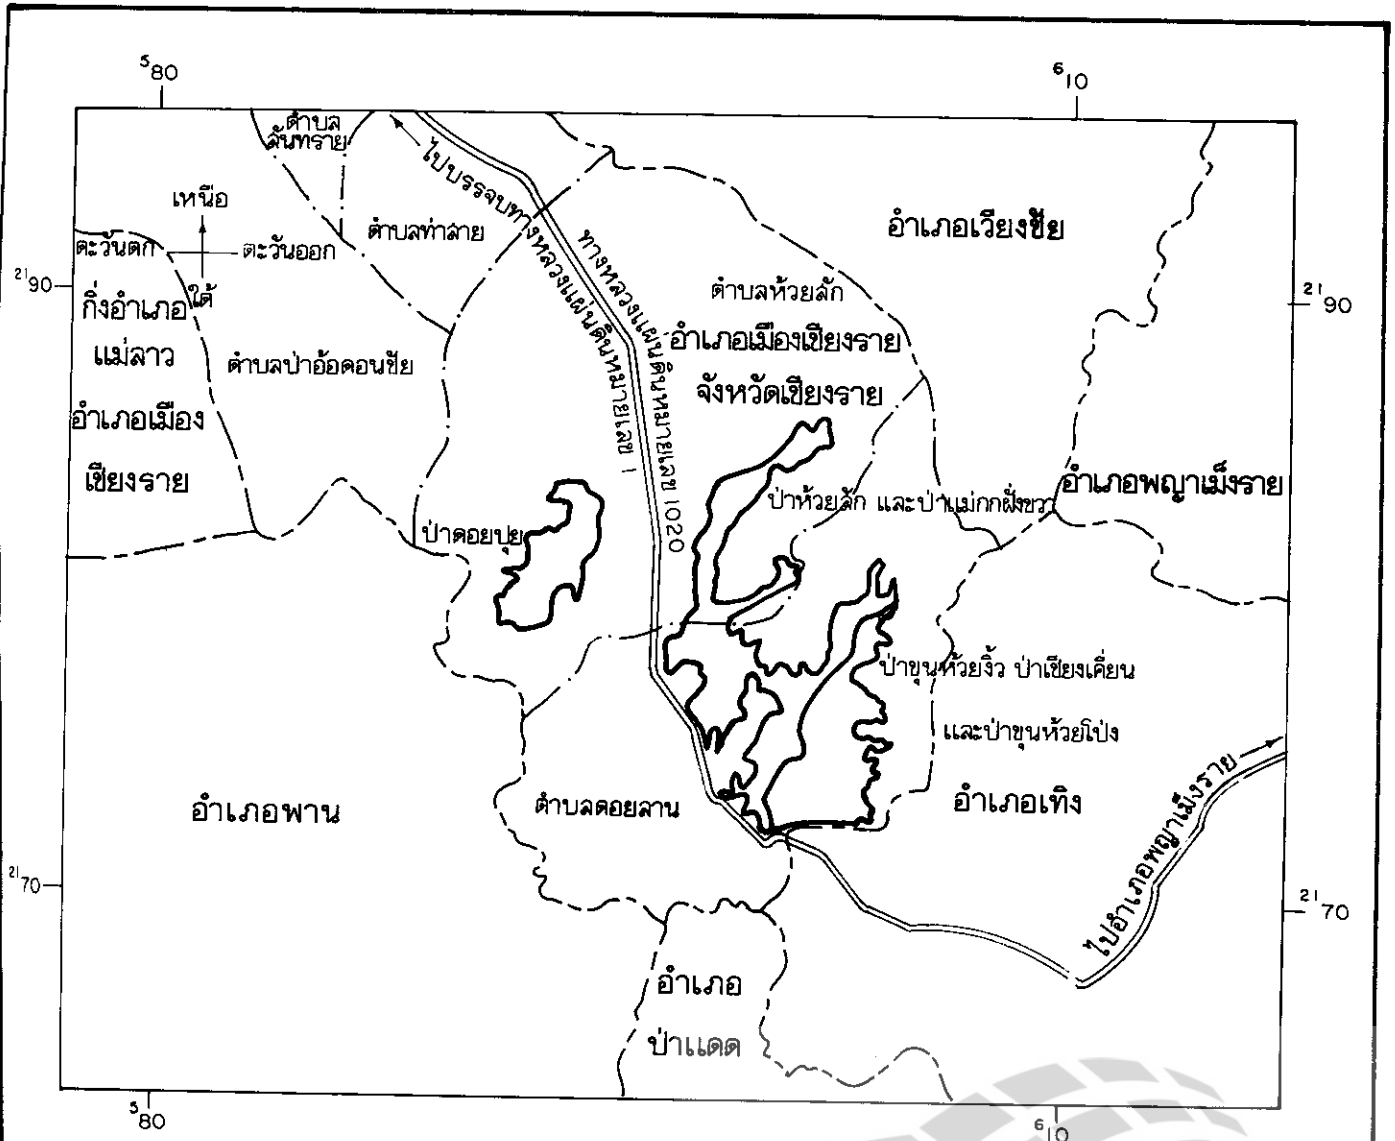 ⁵80
⁶10
ตำบล
สันทราย
ไปบรรจบทางหลวงแผ่นดินหมายเลข 1
เหนือ
ตะวันตก
ตะวันออก
ใต้
ตำบลท่าสาย
ทางหลวงแผ่นดินหมายเลข 1020
อำเภอเวียงชัย
²¹90
²¹90
กิ่งอำเภอ
แม่ลาว
อำเภอเมือง
เชียงราย
ตำบลป่าอ้อดอนชัย
ตำบลห้วยสัก
อำเภอเมืองเชียงราย
จังหวัดเชียงราย
อำเภอพญาเม็งราย
ป่าห้วยสัก และป่าแม่กกฝั่งขวา
ป่าดอยปุย
ป่าขุนห้วยงิ้ว ป่าเชียงเคี่ยน
และป่าขุนห้วยโป่ง
อำเภอเทิง
อำเภอพาน
ตำบลดอยลาน
ไปอำเภอพญาเม็งราย
²¹70
²¹70
อำเภอ
ป่าแดด
⁵80
⁶10